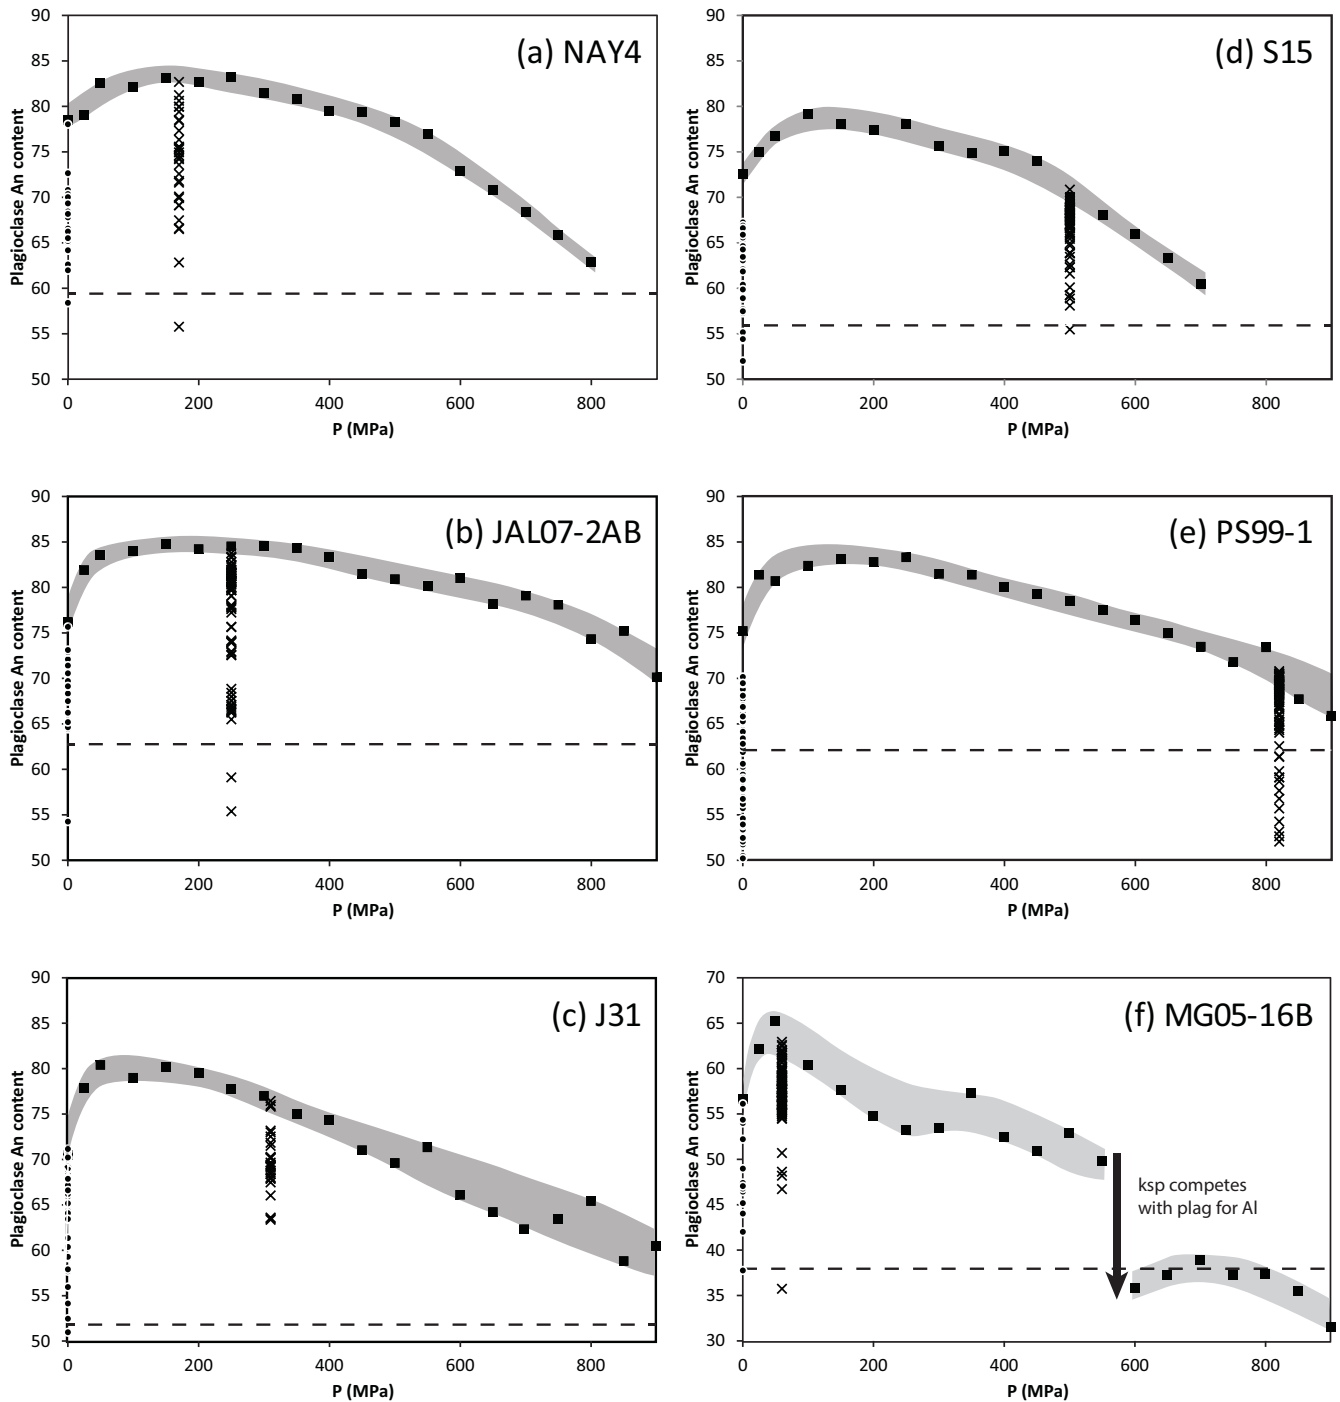 (a) NAY4
Plagioclase An content
90
85
80
75
70
65
60
55
50
0 200 400 600 800
P (MPa)
(d) S15
Plagioclase An content
90
85
80
75
70
65
60
55
50
0 200 400 600 800
P (MPa)
(b) JAL07-2AB
Plagioclase An content
90
85
80
75
70
65
60
55
50
0 200 400 600 800
P (MPa)
(e) PS99-1
Plagioclase An content
90
85
80
75
70
65
60
55
50
0 200 400 600 800
P (MPa)
(c) J31
Plagioclase An content
90
85
80
75
70
65
60
55
50
0 200 400 600 800
P (MPa)
(f) MG05-16B
Plagioclase An content
70
65
60
55
50
45
40
35
30
ksp competes
with plag for Al
0 200 400 600 800
P (MPa)